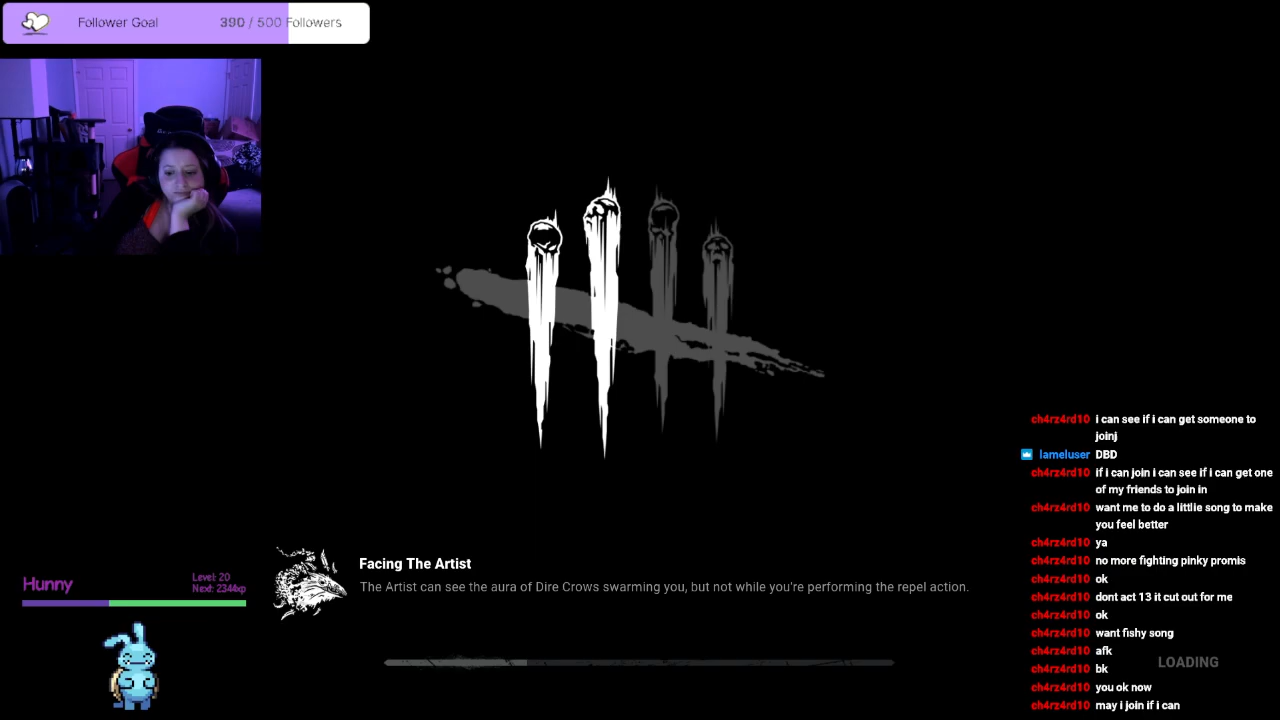 Follower Goal 390 / 500 Followers
Facing The Artist
The Artist can see the aura of Dire Crows swarming you, but not while you're performing the repel action.
Hunny
Level: 20
Next: 2344xp
ch4rz4rd10 i can see if i can get someone to
joinj
lameluser DBD
ch4rz4rd10 if i can join i can see if i can get one
of my friends to join in
ch4rz4rd10 want me to do a littlie song to make
you feel better
ch4rz4rd10 ya
ch4rz4rd10 no more fighting pinky promis
ch4rz4rd10 ok
ch4rz4rd10 dont act 13 it cut out for me
ch4rz4rd10 ok
ch4rz4rd10 want fishy song
ch4rz4rd10 afk
ch4rz4rd10 bk
ch4rz4rd10 you ok now
ch4rz4rd10 may i join if i can
LOADING